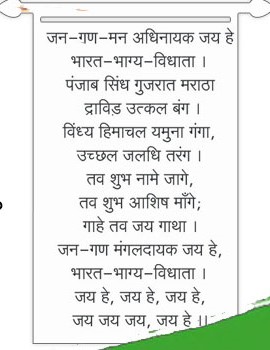 जन-गण-मन अधिनायक जय हे
भारत-भाग्य-विधाता ।
पंजाब सिंध गुजरात मराठा
द्राविड़ उत्कल बंग ।
विंध्य हिमाचल यमुना गंगा,
उच्छल जलधि तरंग ।
तव शुभ नामे जागे,
तव शुभ आशिष माँगे;
गाहे तव जय गाथा ।
जन-गण मंगलदायक जय हे,
भारत-भाग्य-विधाता ।
जय हे, जय हे, जय हे,
जय जय जय, जय हे ।।